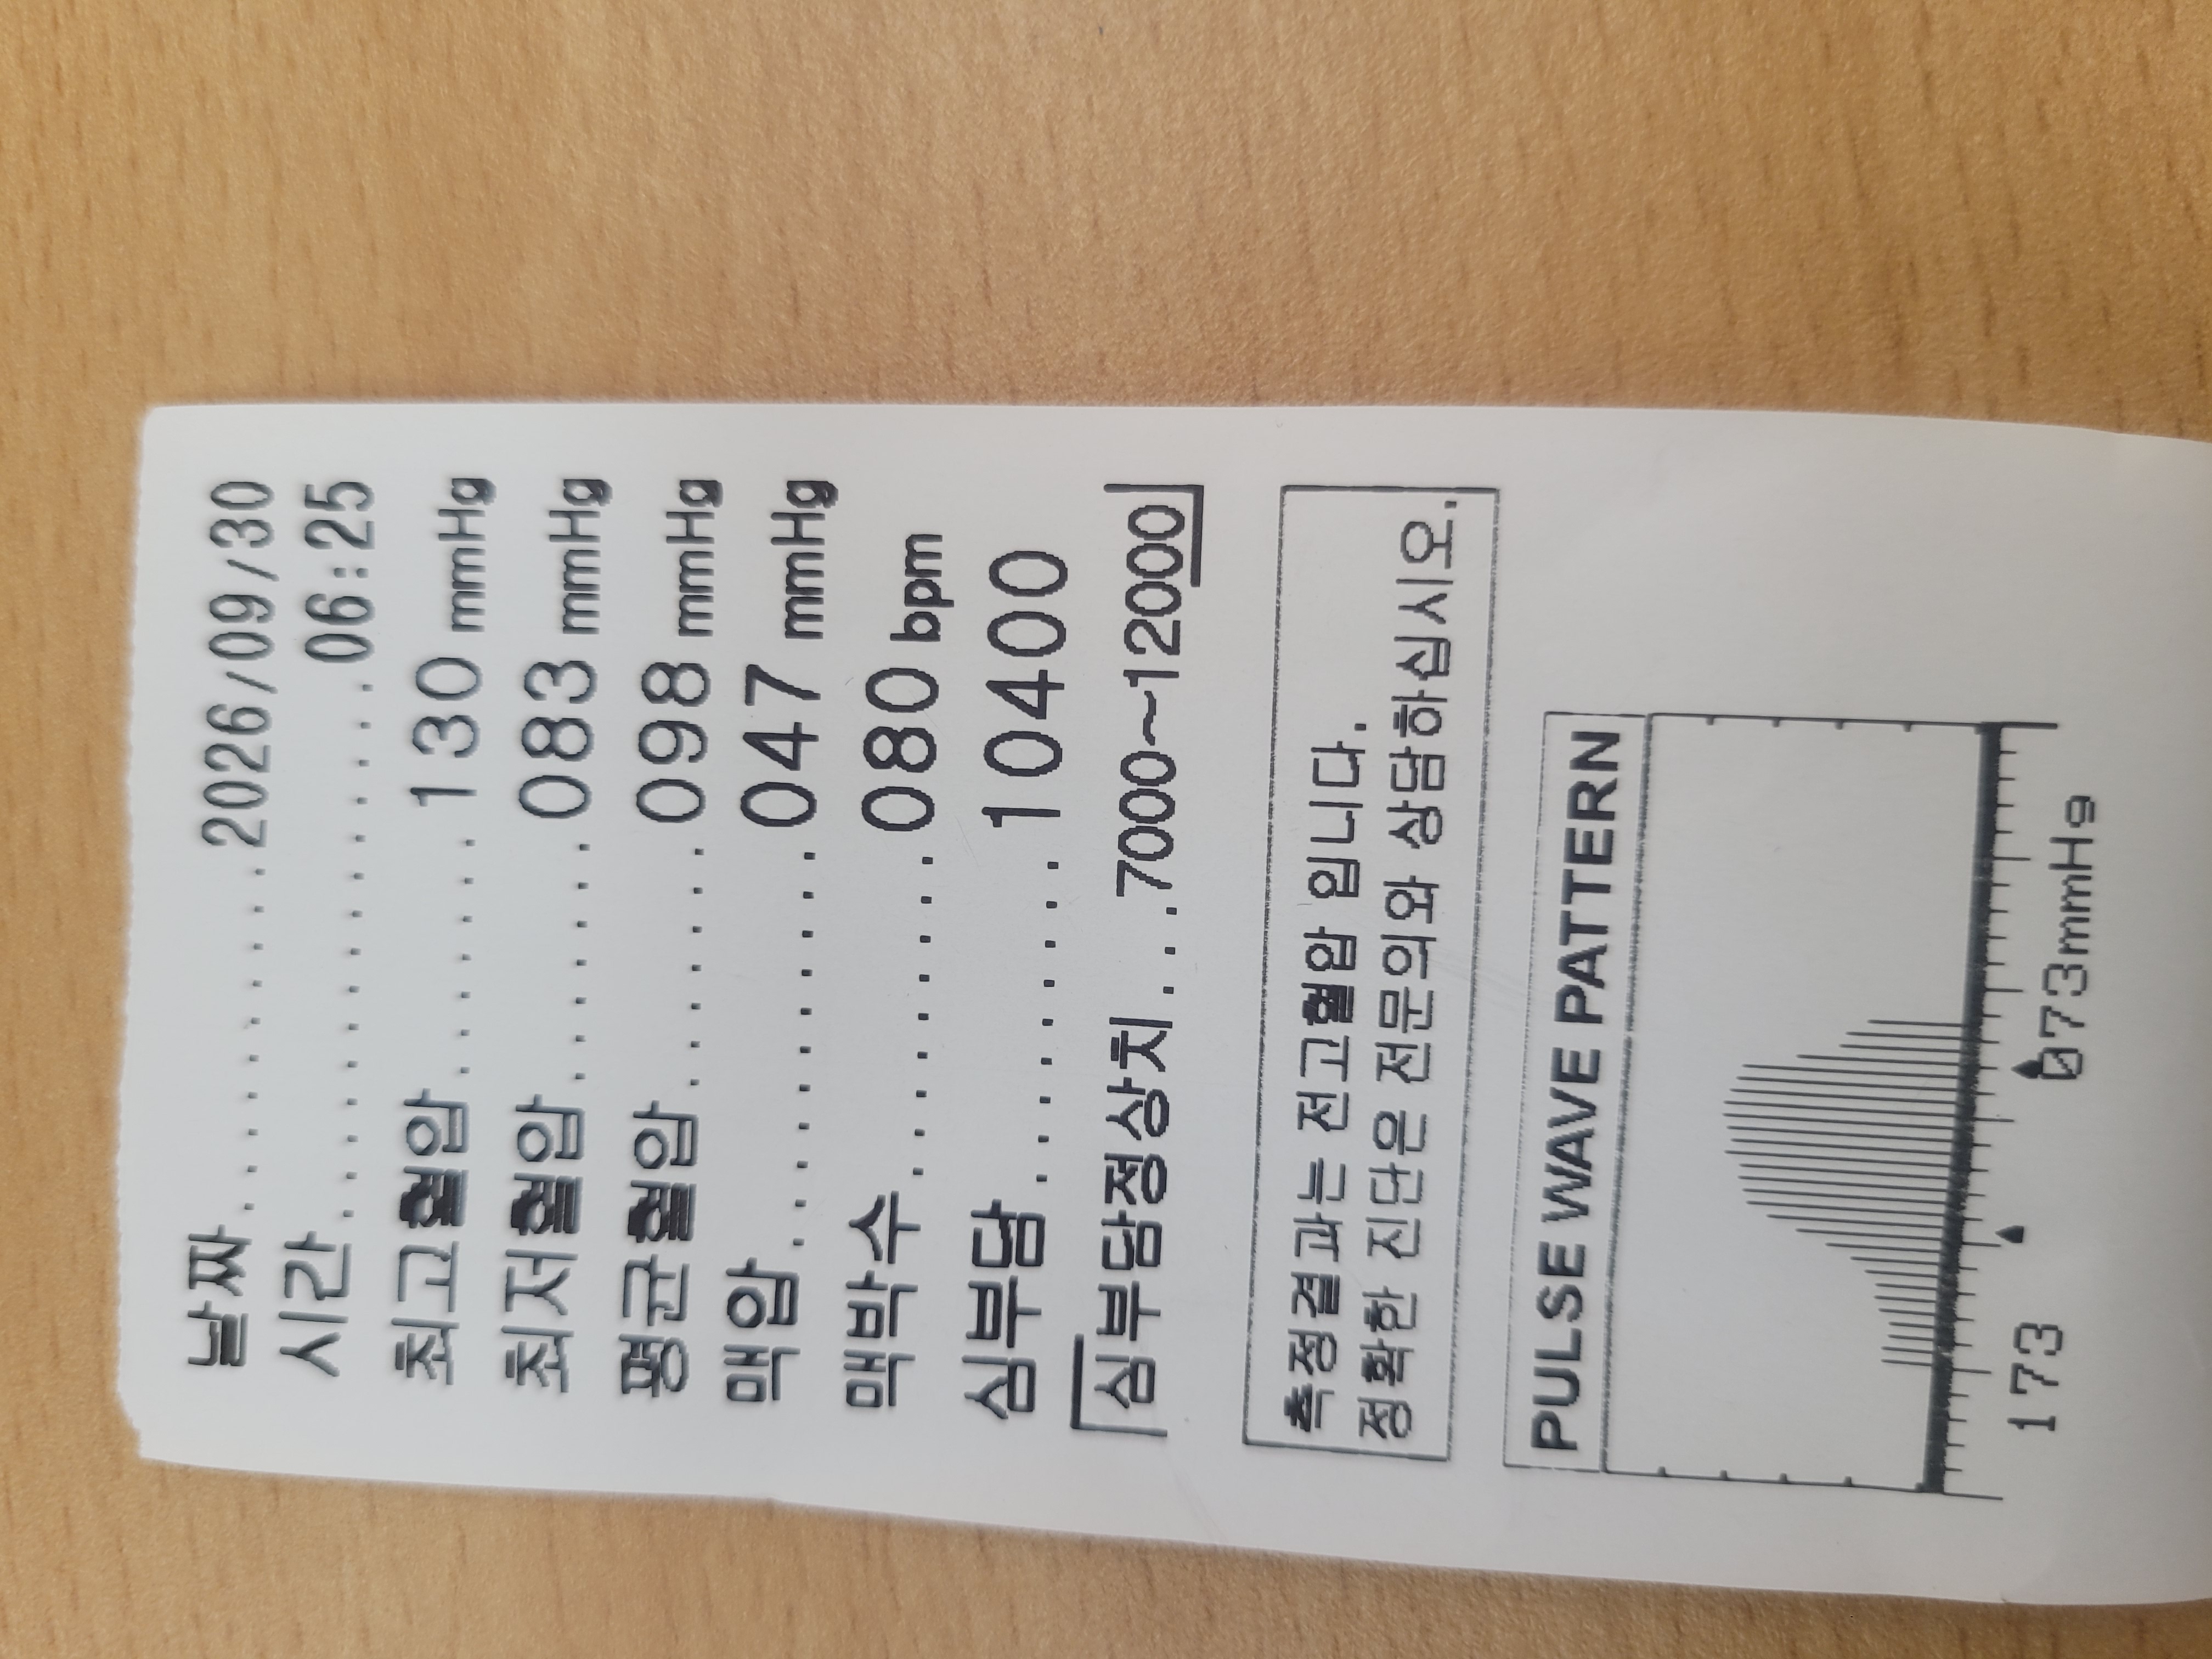 날짜...............2026/09/30
시간....................06:25
최고혈압..........130 mmHg
최저혈압..........083 mmHg
평균혈압..........098 mmHg
맥압...............047 mmHg
맥박수............080 bpm
심부담............10400
심부담정상치....7000~12000
측정결과는 전고혈압 입니다.
정확한 진단은 전문의와 상담하십시오.
PULSE WAVE PATTERN
173 073mmHg